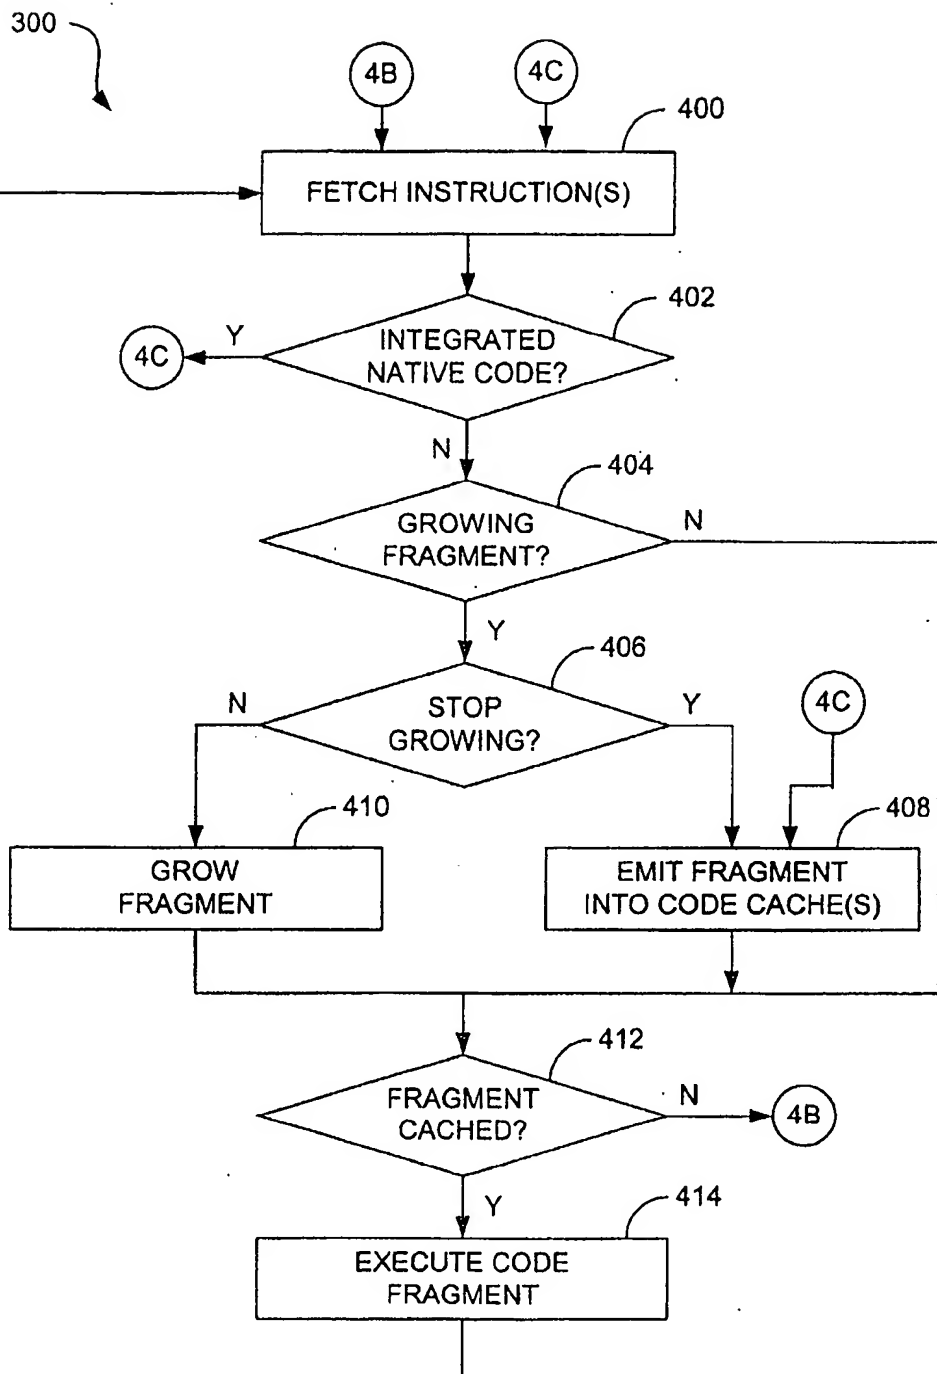 300
4B
4C
400
FETCH INSTRUCTION(S)
402
INTEGRATED
NATIVE CODE?
Y
4C
N
404
GROWING
FRAGMENT?
N
Y
406
STOP
GROWING?
N
Y
4C
410
408
GROW
FRAGMENT
EMIT FRAGMENT
INTO CODE CACHE(S)
412
FRAGMENT
CACHED?
N
4B
Y
414
EXECUTE CODE
FRAGMENT